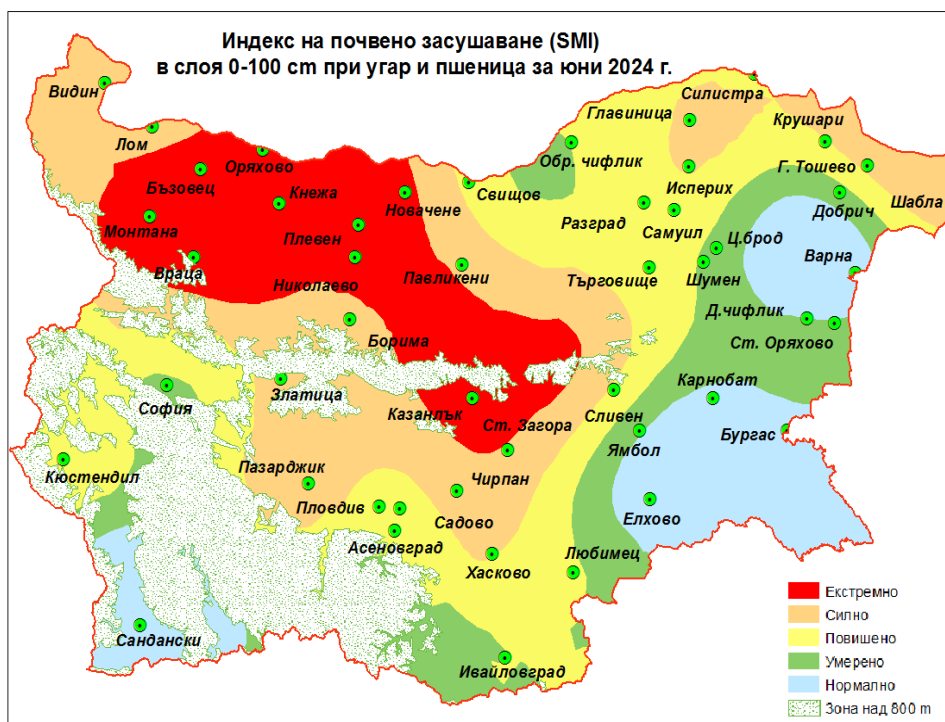 Индекс на почвено засушаване (SMI)
в слоя 0-100 cm при угар и пшеница за юни 2024 г.
Видин
Силистра
Главиница
Крушари
Лом
Оряхово
Обр. чифлик
Г. Тошево
Бъзовец
Кнежа
Новачене
Свищов
Исперих
Добрич
Шабла
Монтана
Плевен
Разград
Самуил
Ц.брод
Варна
Враца
Николаево
Павликени
Търговище
Шумен
Д.чифлик
Борима
Ст. Оряхово
София
Златица
Казанлък
Ст. Загора
Сливен
Карнобат
Ямбол
Бургас
Кюстендил
Пазарджик
Чирпан
Пловдив
Садово
Елхово
Асеновград
Хасково
Любимец
Сандански
Ивайловград
Екстремно
Силно
Повишено
Умерено
Нормално
Зона над 800 m